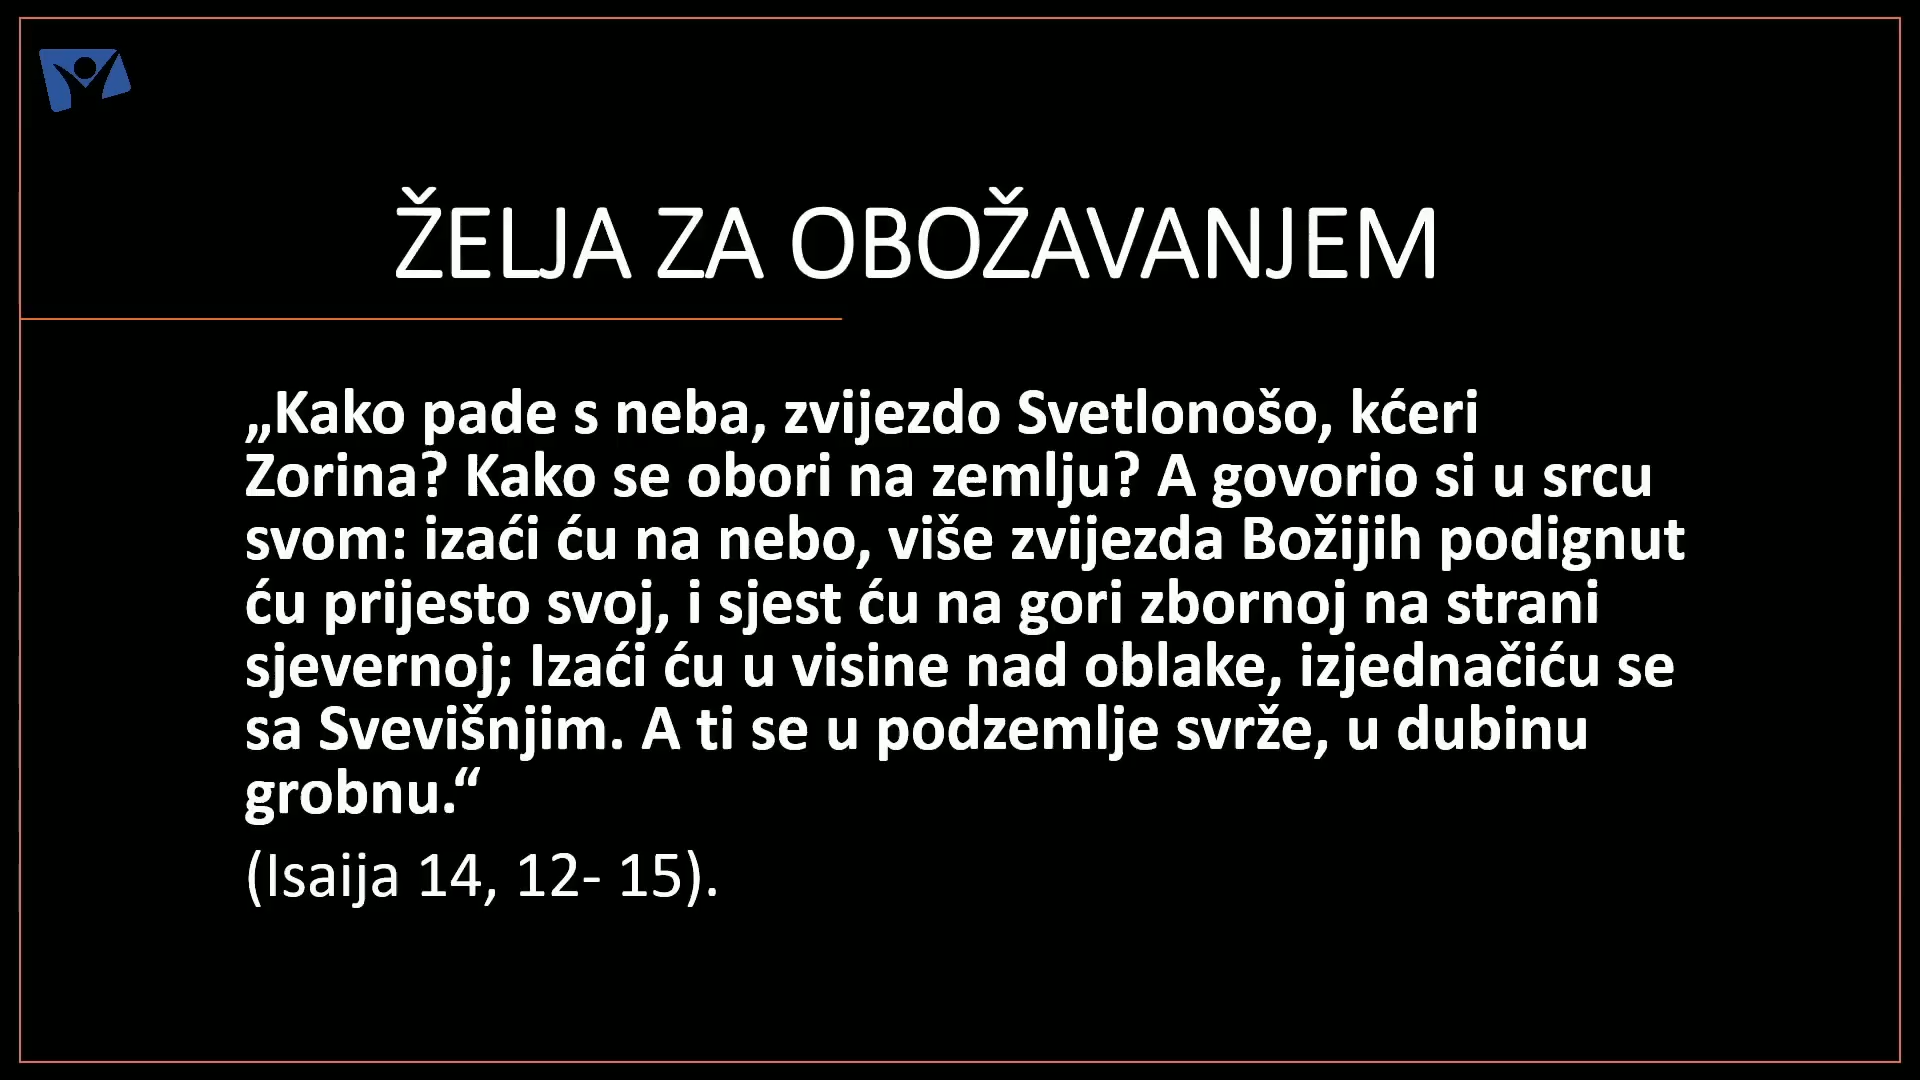 ŽELJA ZA OBOŽAVANJEM
„Kako pade s neba, zvijezdo Svetlonošo, kćeri
Zorina? Kako se obori na zemlju? A govorio si u srcu
svom: izaći ću na nebo, više zvijezda Božijih podignut
ću prijesto svoj, i sjest ću na gori zbornoj na strani
sjevernoj; Izaći ću u visine nad oblake, izjednačiću se
sa Svevišnjim. A ti se u podzemlje svrže, u dubinu
grobnu.“
(Isaija 14, 12- 15).